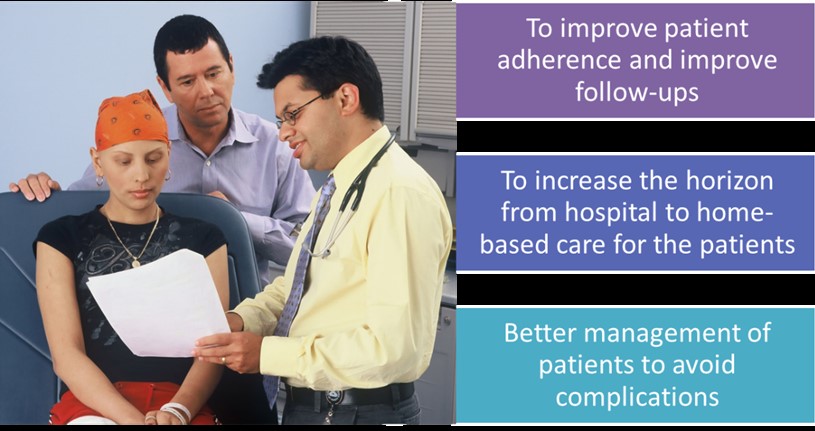 To improve patient
adherence and improve
follow-ups
To increase the horizon
from hospital to home-
based care for the patients
Better management of
patients to avoid
complications